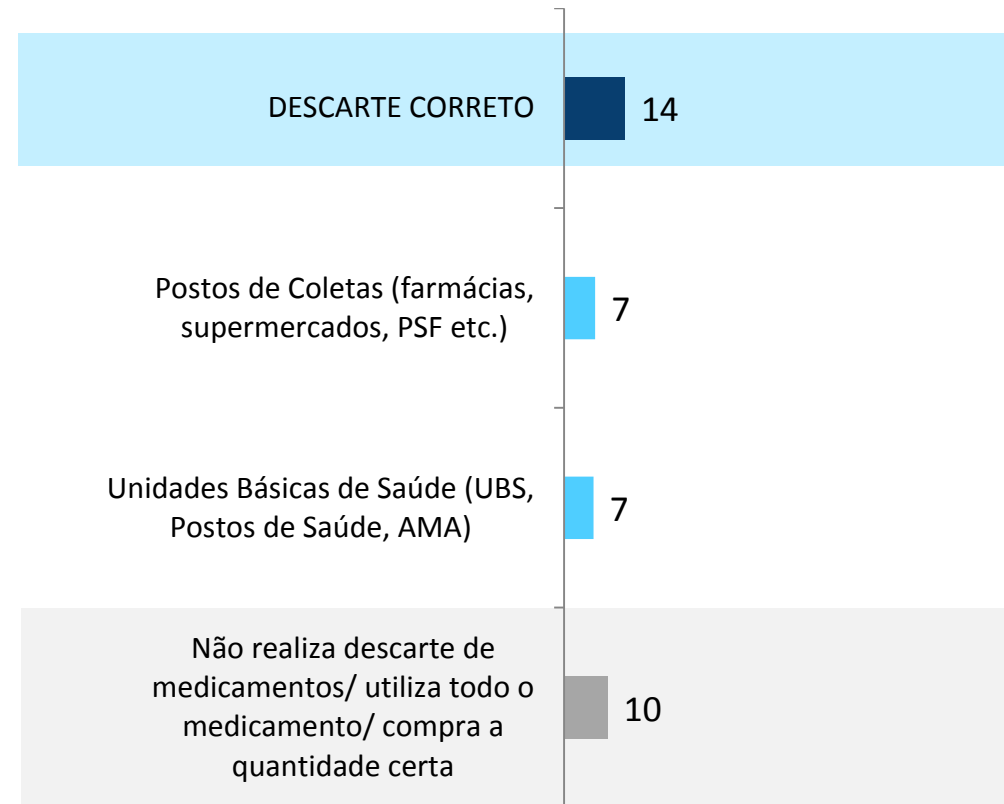 DESCARTE CORRETO
14
Postos de Coletas (farmácias,
supermercados, PSF etc.)
7
Unidades Básicas de Saúde (UBS,
Postos de Saúde, AMA)
7
Não realiza descarte de
medicamentos/ utiliza todo o
medicamento/ compra a
quantidade certa
10